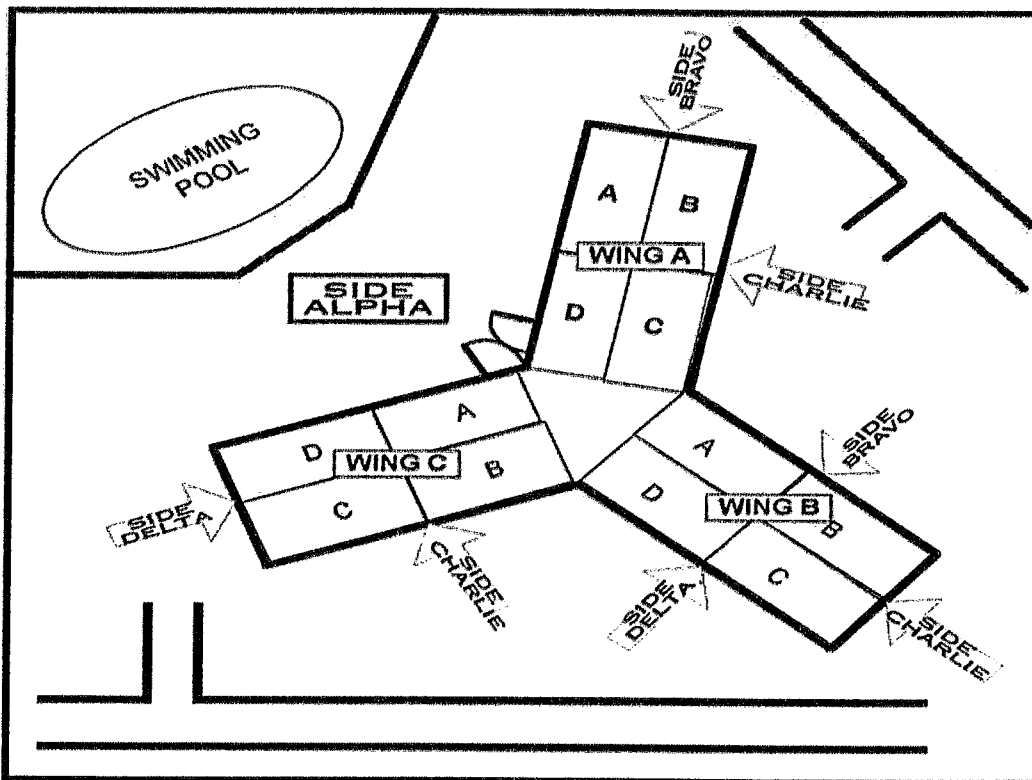 SIDE
BRAVO
SWIMMING
POOL
A
B
WING A
SIDE
CHARLIE
SIDE
ALPHA
D
C
A
D
WING C
B
C
SIDE
DELTA
SIDE
CHARLIE
A
SIDE
BRAVO
D
WING B
B
C
SIDE
DELTA
SIDE
CHARLIE